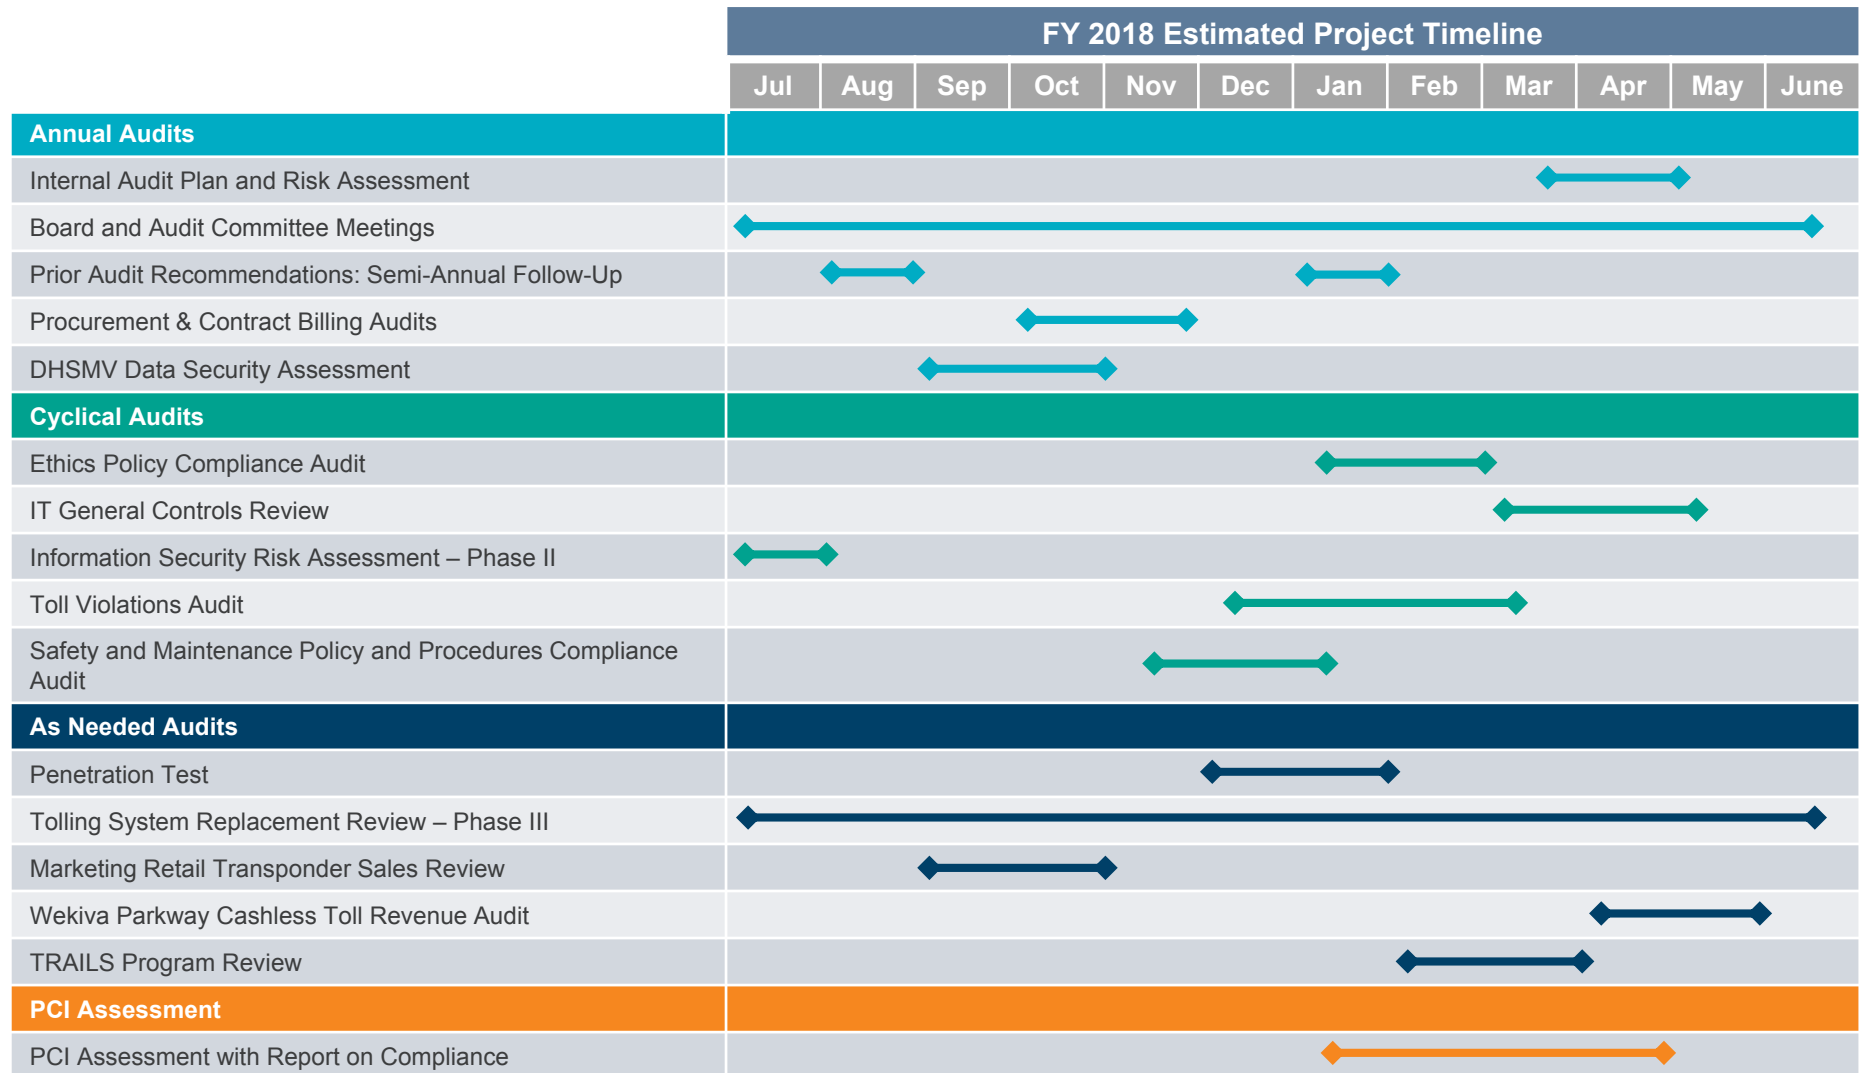 FY 2018 Estimated Project Timeline
Jul Aug Sep Oct Nov Dec Jan Feb Mar Apr May June
Annual Audits
Internal Audit Plan and Risk Assessment
Board and Audit Committee Meetings
Prior Audit Recommendations: Semi-Annual Follow-Up
Procurement & Contract Billing Audits
DHSMV Data Security Assessment
Cyclical Audits
Ethics Policy Compliance Audit
IT General Controls Review
Information Security Risk Assessment – Phase II
Toll Violations Audit
Safety and Maintenance Policy and Procedures Compliance
Audit
As Needed Audits
Penetration Test
Tolling System Replacement Review – Phase III
Marketing Retail Transponder Sales Review
Wekiva Parkway Cashless Toll Revenue Audit
TRAILS Program Review
PCI Assessment
PCI Assessment with Report on Compliance